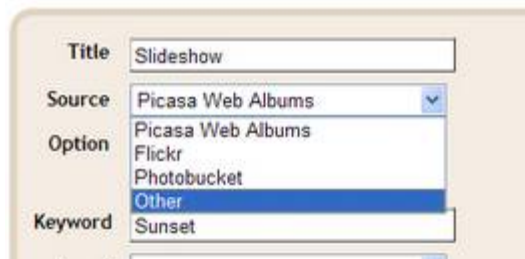 Title Slideshow
Source Picasa Web Albums
Picasa Web Albums
Option
Flickr
Photobucket
Other
Keyword Sunset